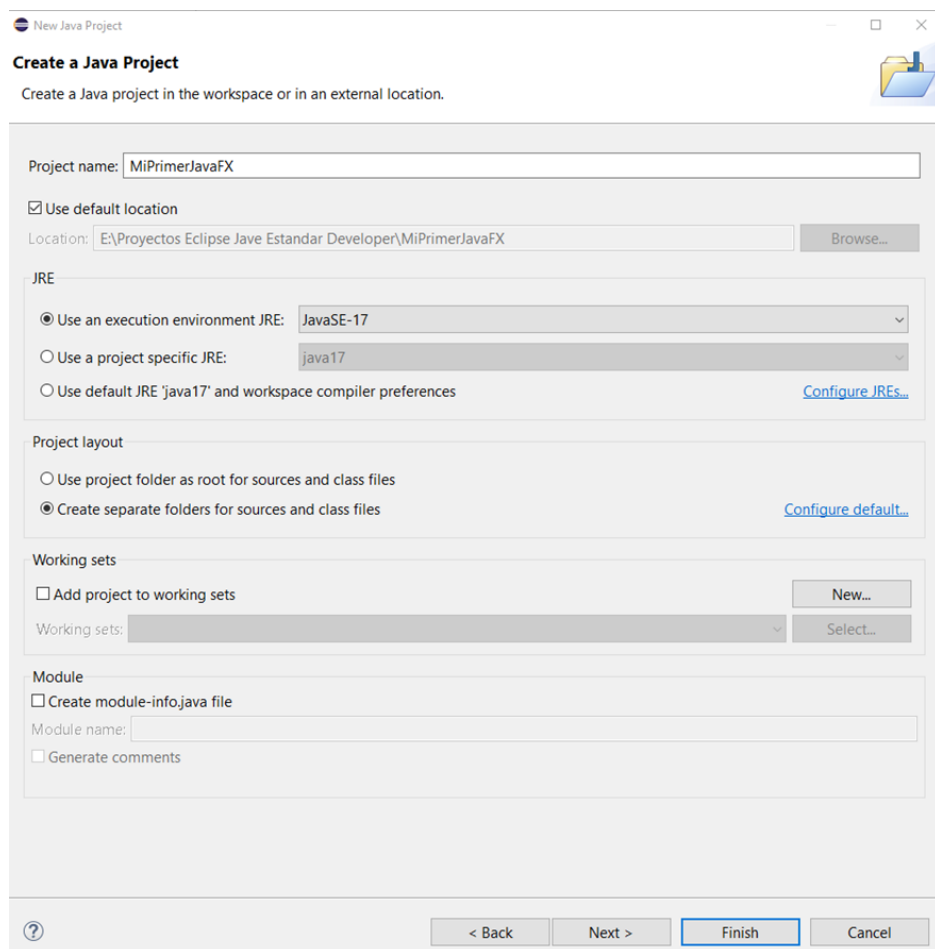 New Java Project
Create a Java Project
Create a Java project in the workspace or in an external location.
Project name: MiPrimerJavaFX
Use default location
Location: E:\Proyectos Eclipse Jave Estandar Developer\MiPrimerJavaFX Browse...
JRE
Use an execution environment JRE: JavaSE-17
Use a project specific JRE: java17
Use default JRE 'java17' and workspace compiler preferences Configure JREs...
Project layout
Use project folder as root for sources and class files
Create separate folders for sources and class files Configure default...
Working sets
Add project to working sets New...
Working sets: Select...
Module
Create module-info.java file
Module name:
Generate comments
? < Back Next > Finish Cancel